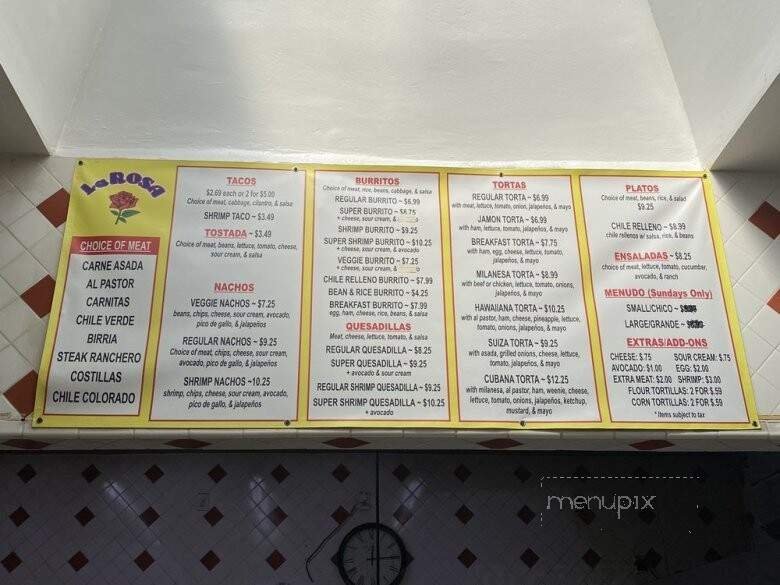 La ROSA
CHOICE OF MEAT
CARNE ASADA
AL PASTOR
CARNITAS
CHILE VERDE
BIRRIA
STEAK RANCHERO
COSTILLAS
CHILE COLORADO
TACOS
$2.69 each or 2 for $5.00
Choice of meat, cabbage, cilantro, & salsa
SHRIMP TACO ~ $3.49
TOSTADA ~ $3.49
Choice of meat, beans, lettuce, tomato, cheese,
sour cream, & salsa
NACHOS
VEGGIE NACHOS ~ $7.25
beans, chips, cheese, sour cream, avocado,
pico de gallo, & jalapeños
REGULAR NACHOS ~ $9.25
Choice of meat, chips, cheese, sour cream,
avocado, pico de gallo, & jalapeños
SHRIMP NACHOS ~10.25
shrimp, chips, cheese, sour cream, avocado,
pico de gallo, & jalapeños
BURRITOS
Choice of meat, rice, beans, cabbage, & salsa
REGULAR BURRITO ~ $6.99
SUPER BURRITO ~ $8.75
+ cheese, sour cream, &
SHRIMP BURRITO ~ $9.25
SUPER SHRIMP BURRITO ~ $10.25
+ cheese, sour cream, & avocado
VEGGIE BURRITO ~ $7.25
+ cheese, sour cream, &
CHILE RELLENO BURRITO ~ $7.99
BEAN & RICE BURRITO ~ $4.25
BREAKFAST BURRITO ~ $7.99
egg, ham, cheese, rice, beans, & salsa
QUESADILLAS
Meat, cheese, lettuce, tomato, & salsa
REGULAR QUESADILLA ~ $8.25
SUPER QUESADILLA ~ $9.25
+ avocado & sour cream
REGULAR SHRIMP QUESADILLA ~ $9.25
SUPER SHRIMP QUESADILLA ~ $10.25
+ avocado
TORTAS
REGULAR TORTA ~ $6.99
with meat, lettuce, tomato, onion, jalapeños, & mayo
JAMON TORTA ~ $6.99
with ham, lettuce, tomato, jalapeños, & mayo
BREAKFAST TORTA ~ $7.75
with ham, egg, cheese, lettuce, tomato,
jalapeños, & mayo
MILANESA TORTA ~ $8.99
with beef or chicken, lettuce, tomato, onions,
jalapeños, & mayo
HAWAIIANA TORTA ~ $10.25
with al pastor, ham, cheese, pineapple, lettuce,
tomato, onions, jalapeños, & mayo
SUIZA TORTA ~ $9.25
with asada, grilled onions, cheese, lettuce,
tomato, jalapeños, & mayo
CUBANA TORTA ~ $12.25
with milanesa, al pastor, ham, weenie, cheese,
lettuce, tomato, onions, jalapeños, ketchup,
mustard, & mayo
PLATOS
Choice of meat, beans, rice, & salad
$9.25
CHILE RELLENO ~ $8.99
chile rellenos w/ salsa, rice, & beans
ENSALADAS ~ $8.25
choice of meat, lettuce, tomato, cucumber,
avocado, & ranch
MENUDO (Sundays Only)
SMALL/CHICO ~
LARGE/GRANDE ~
EXTRAS/ADD-ONS
CHEESE: $.75 SOUR CREAM: $.75
AVOCADO: $1.00 EGG: $2.00
EXTRA MEAT: $2.00 SHRIMP: $3.00
FLOUR TORTILLAS: 2 FOR $.59
CORN TORTILLAS: 2 FOR $.59
* Items subject to tax
menupix